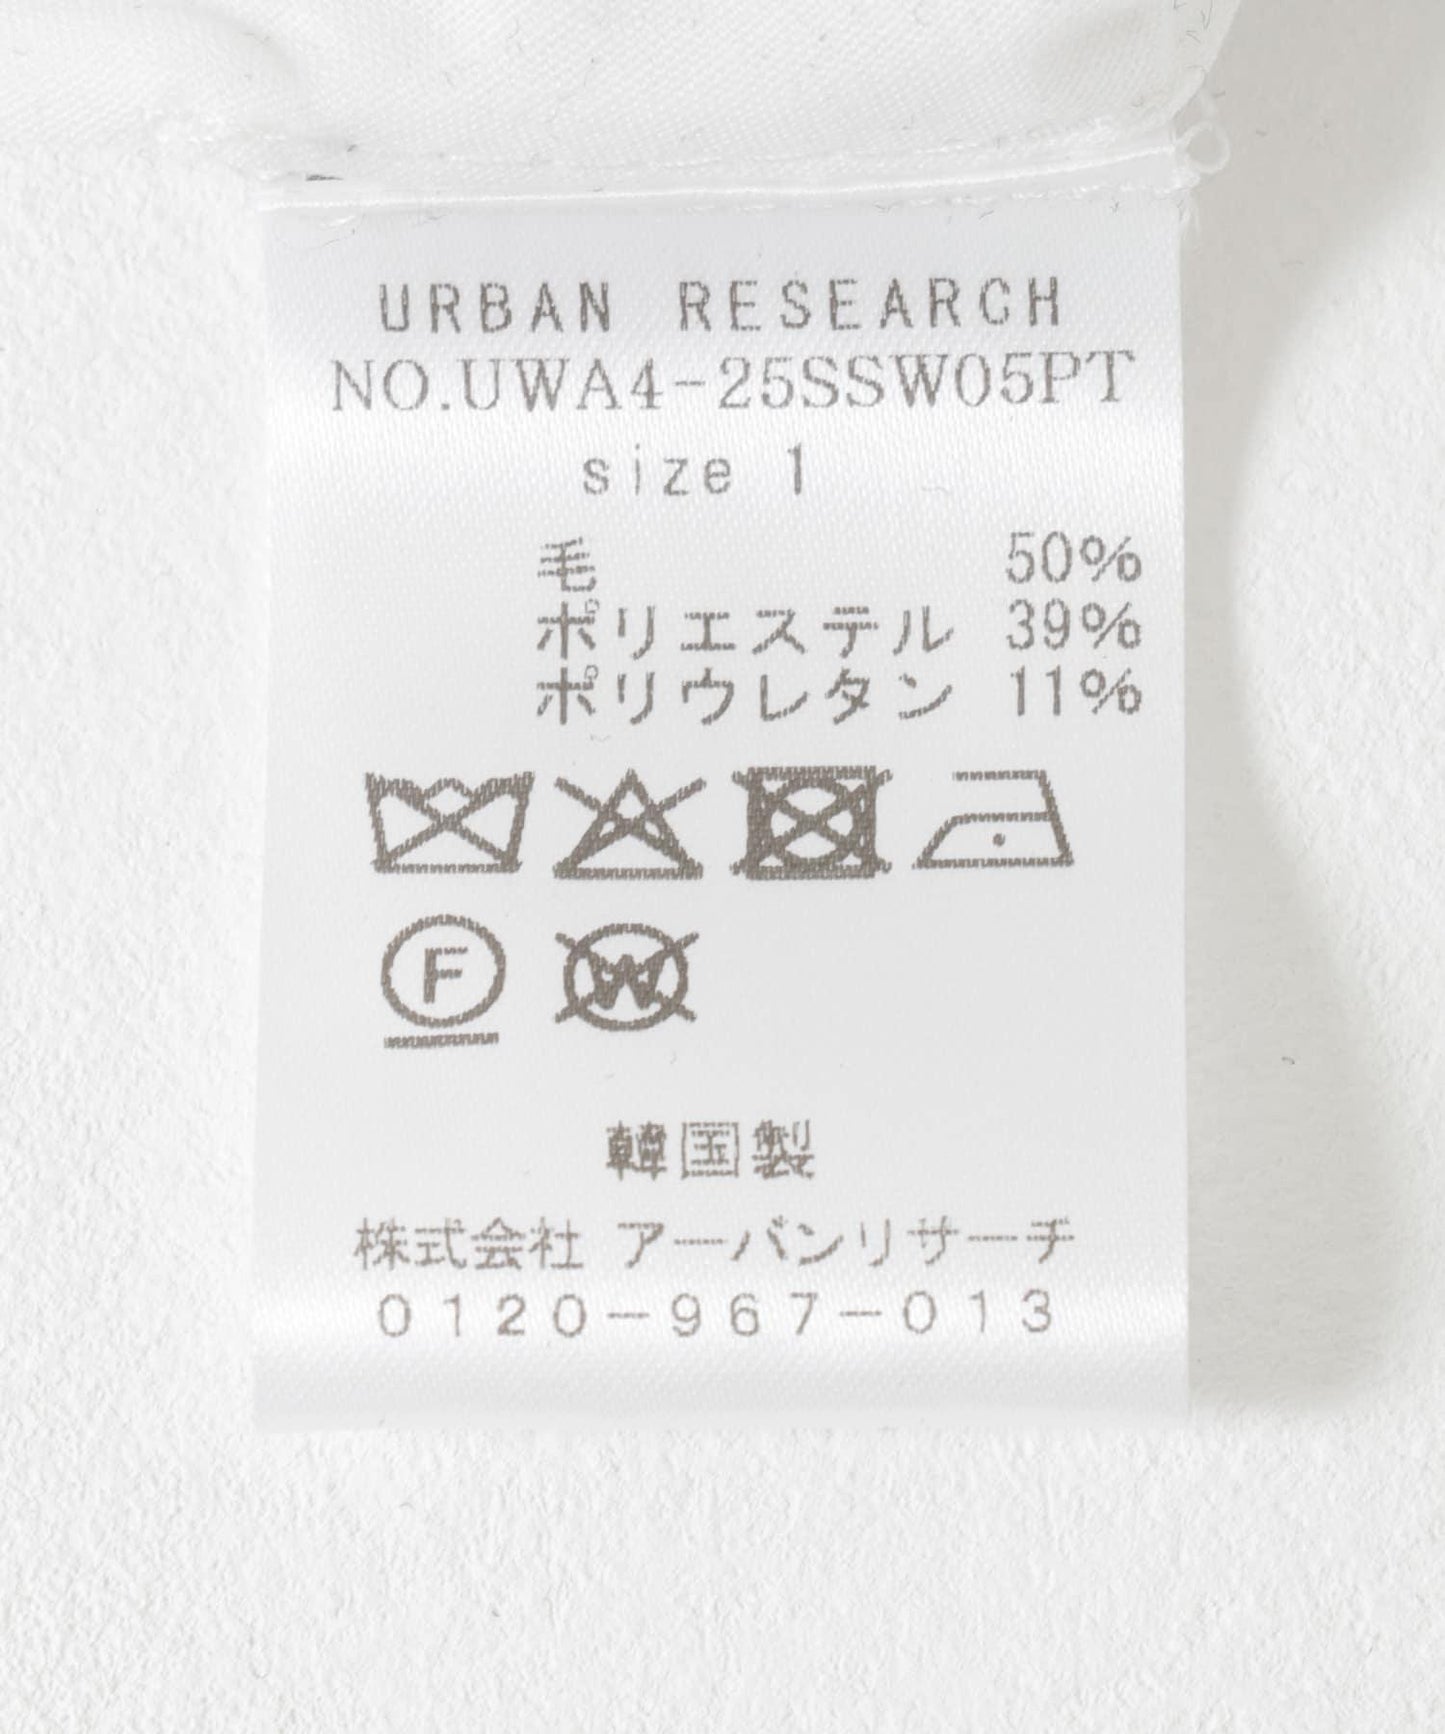 URBAN RESEARCH
NO.UWA4-25SSW05PT
size 1
毛 50%
ポリエステル 39%
ポリウレタン 11%
F W
韓国製
株式会社 アーバンリサーチ
0120-967-013